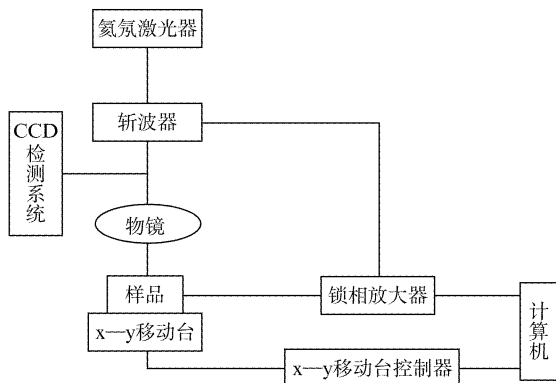 氦氖激光器
斩波器
CCD
检
测
系
统
物镜
样品
锁相放大器
x—y移动台
计
算
机
x—y移动台控制器